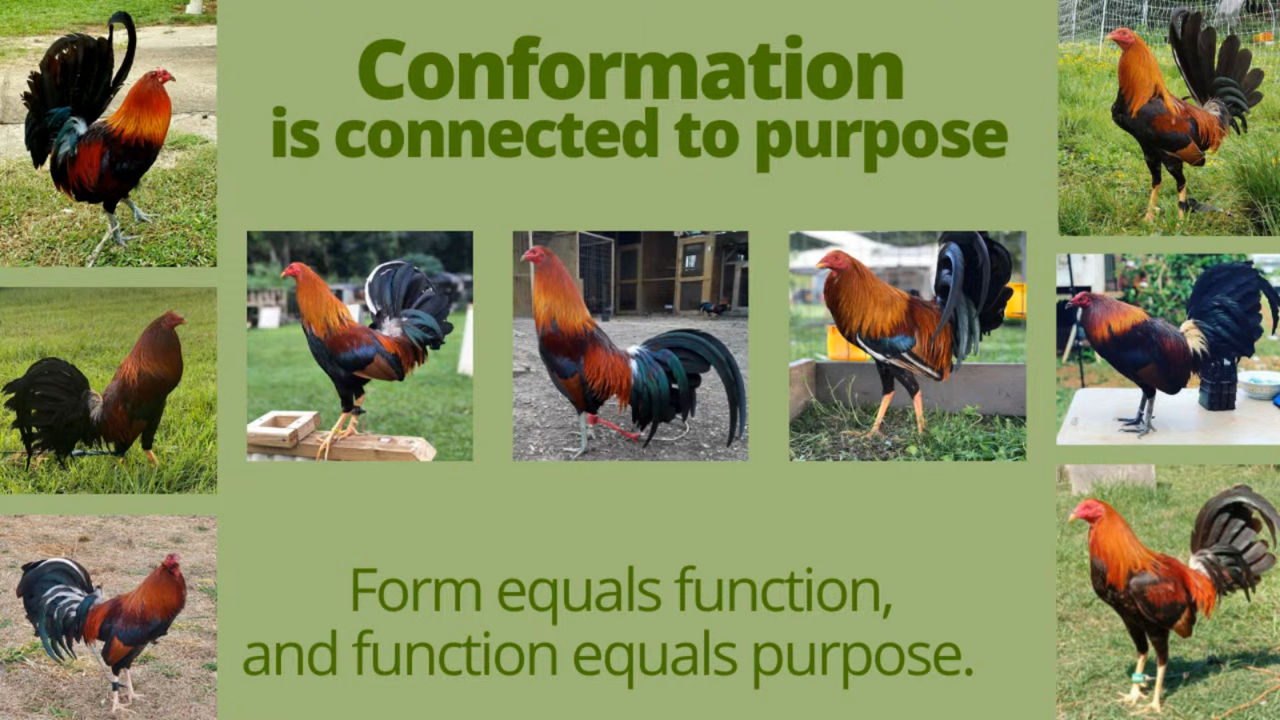 Conformation
is connected to purpose
Form equals function,
and function equals purpose.